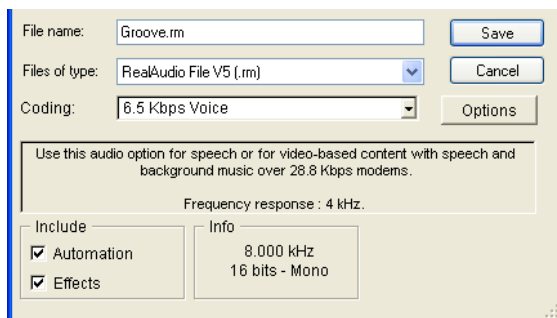 File name: Groove.rm Save
Files of type: RealAudio File V5 (.rm) Cancel
Coding: 6.5 Kbps Voice Options
Use this audio option for speech or for video-based content with speech and
background music over 28.8 Kbps modems.
Frequency response : 4 kHz.
Include Info
Automation 8.000 kHz
Effects 16 bits - Mono